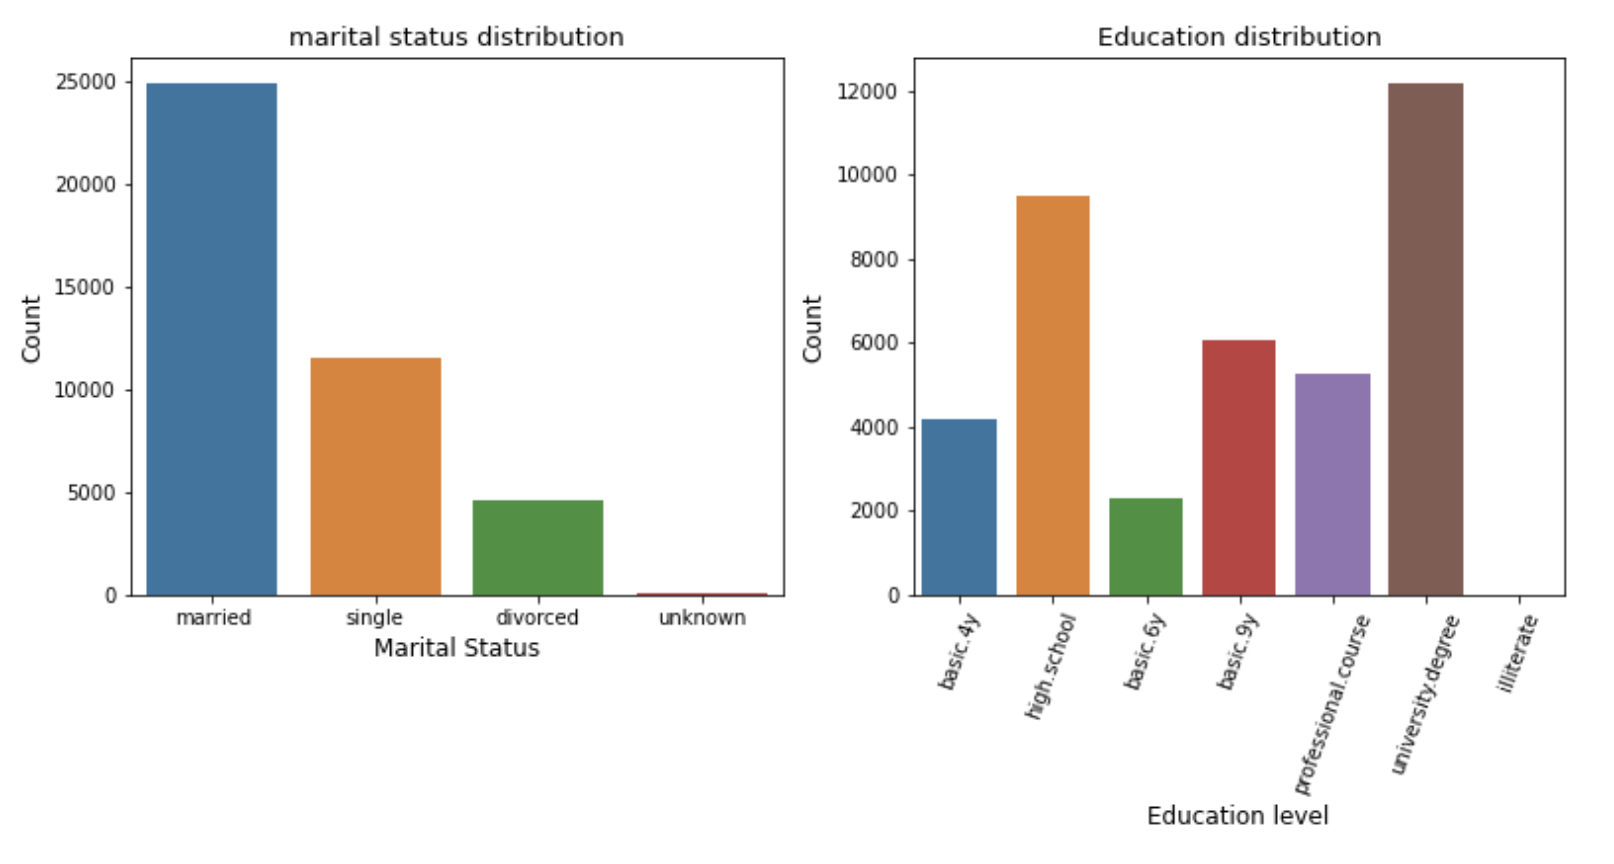 marital status distribution
25000
20000
15000
10000
5000
0
Count
married single divorced unknown
Marital Status
Education distribution
12000
10000
8000
6000
4000
2000
0
Count
basic.4y high.school basic.6y basic.9y professional.course university.degree illiterate
Education level